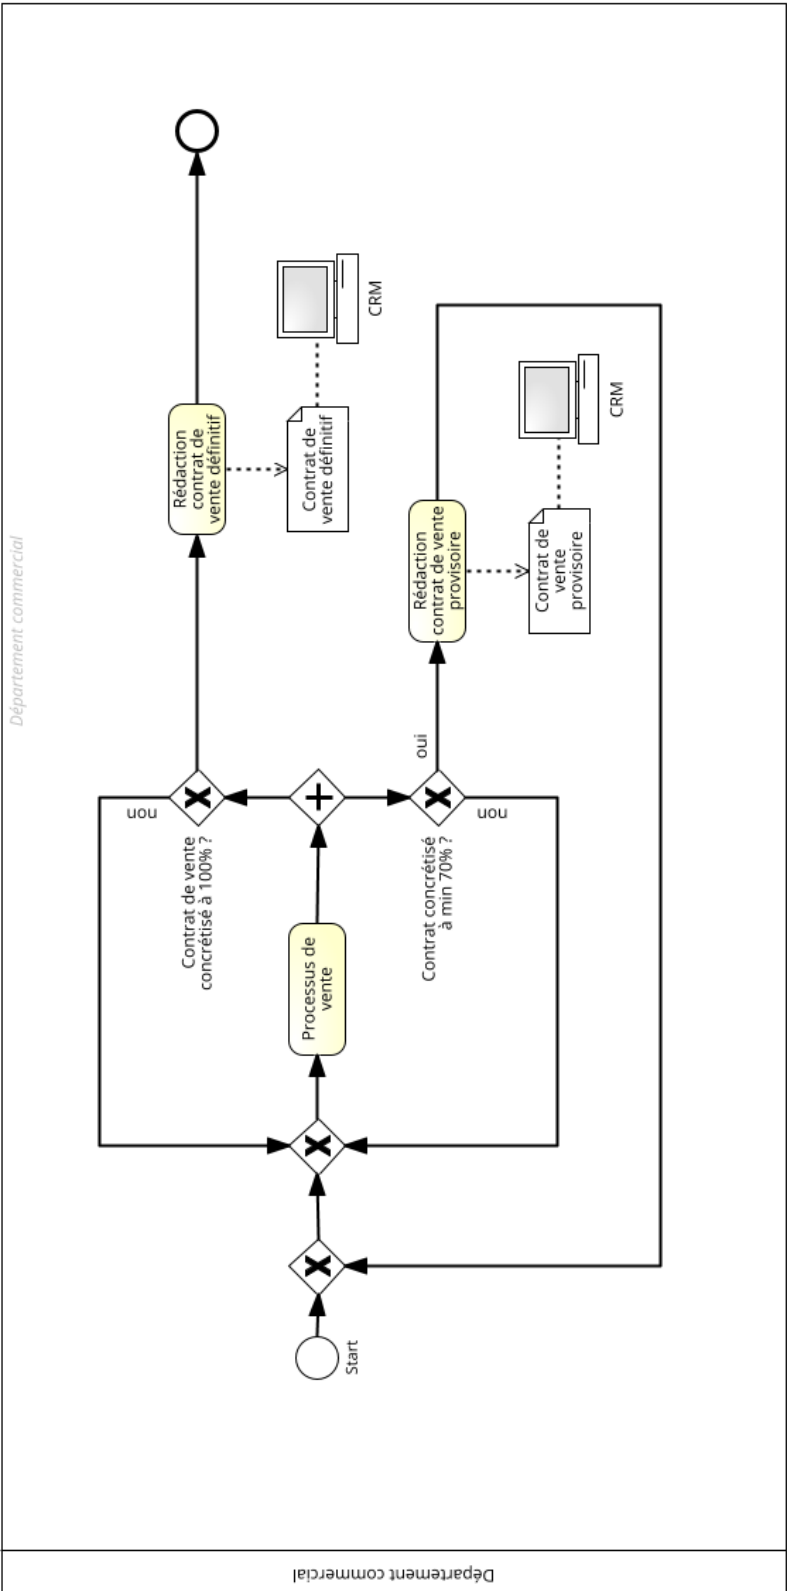 Département commercial
Département commercial
Start
Processus de
vente
Contrat de vente
concrétisé à 100% ?
non
Rédaction
contrat de
vente définitif
Contrat de
vente définitif
CRM
Contrat concrétisé
à min 70% ?
non
oui
Rédaction
contrat de vente
provisoire
Contrat de
vente
provisoire
CRM